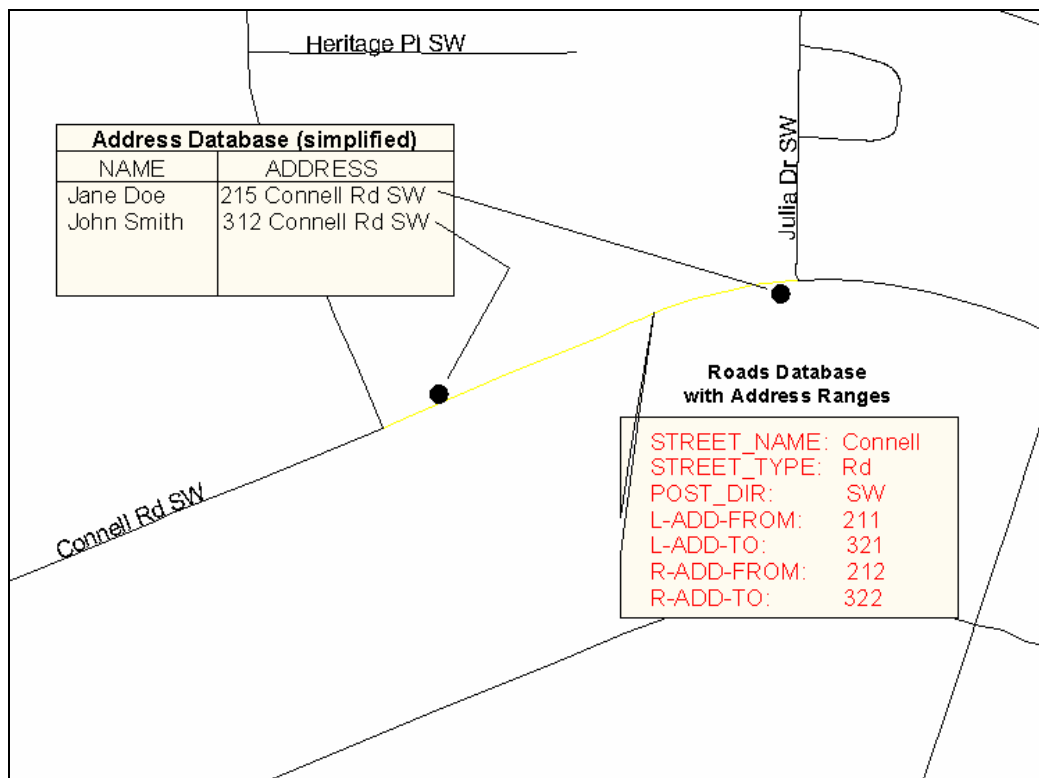 Heritage Pl SW
Address Database (simplified)
NAME ADDRESS
Jane Doe 215 Connell Rd SW
John Smith 312 Connell Rd SW
Julia Dr SW
Connell Rd SW
Roads Database
with Address Ranges
STREET_NAME: Connell
STREET_TYPE: Rd
POST_DIR: SW
L-ADD-FROM: 211
L-ADD-TO: 321
R-ADD-FROM: 212
R-ADD-TO: 322